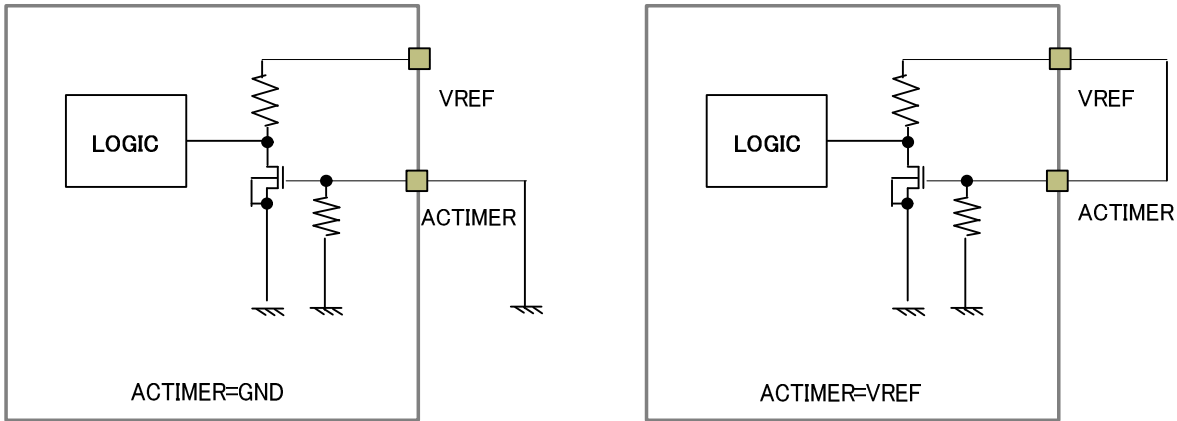 VREF
LOGIC
ACTIMER
ACTIMER=GND
VREF
LOGIC
ACTIMER
ACTIMER=VREF